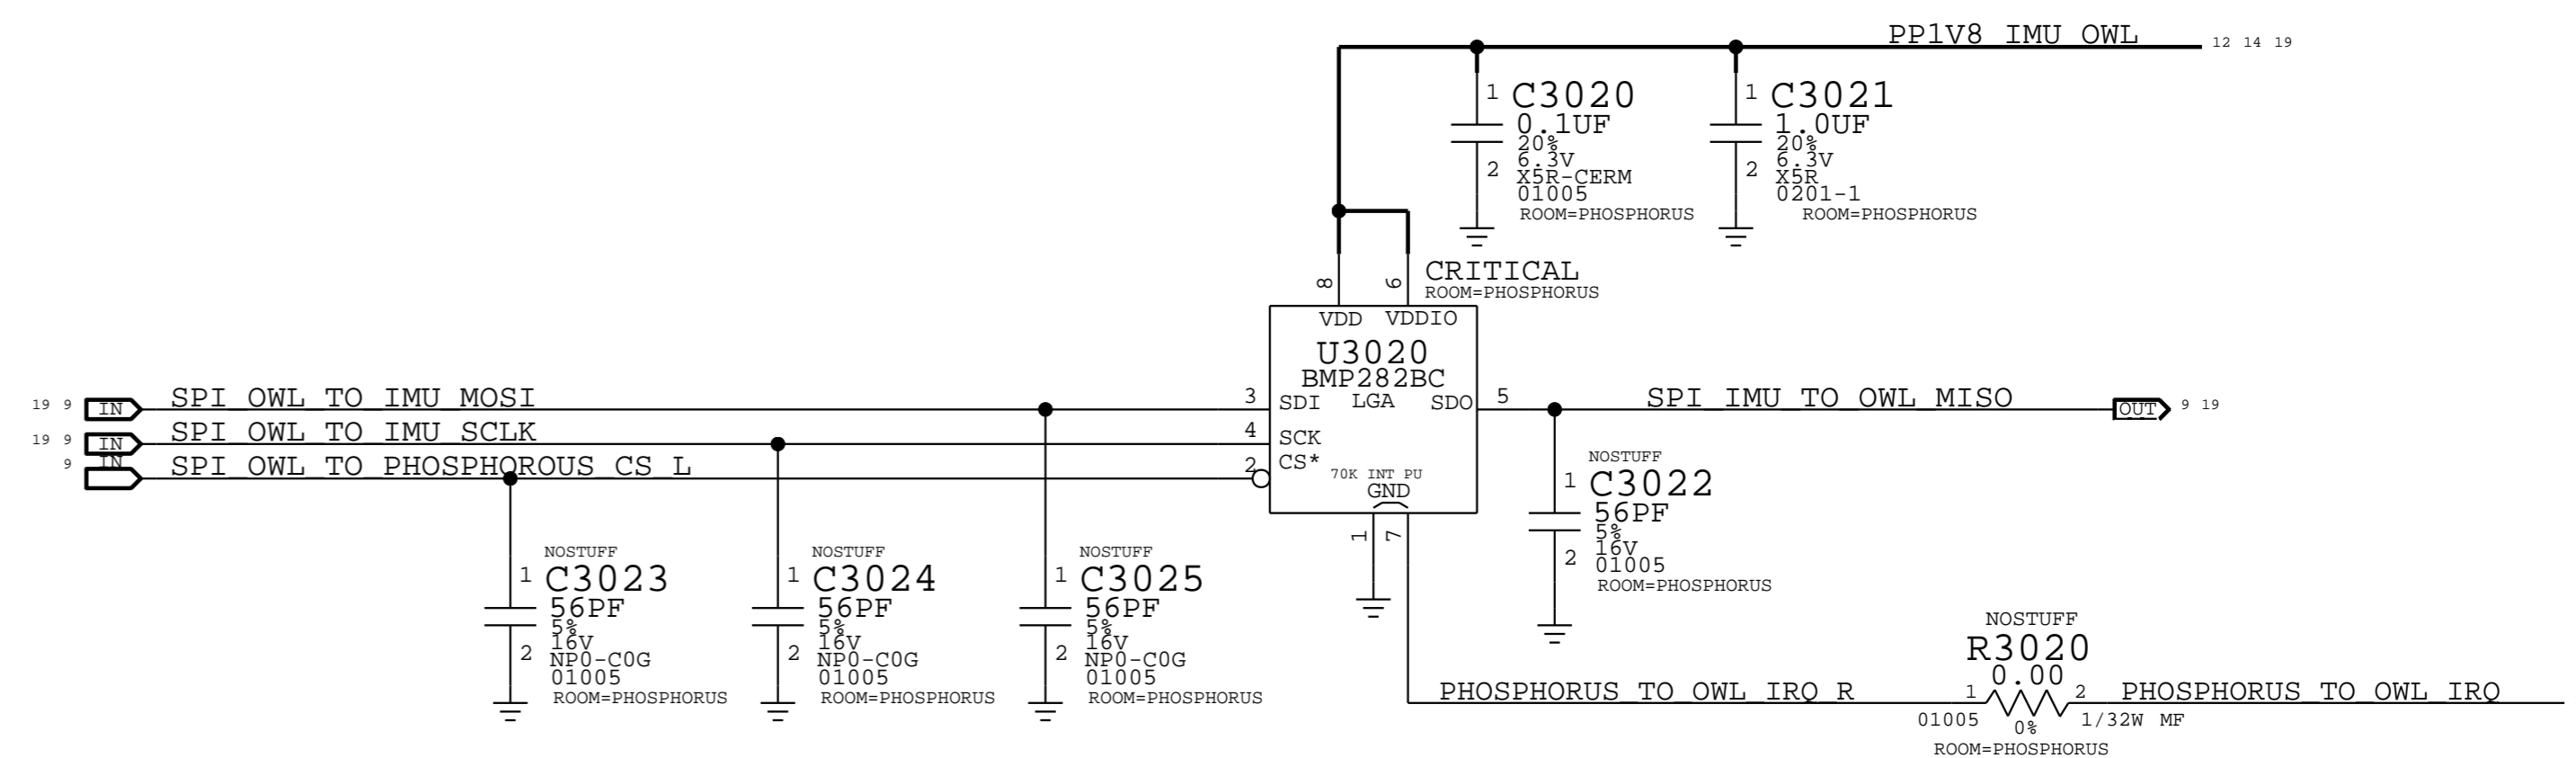 PP1V8 IMU OWL
12 14 19
1
C3020
0.1UF
20%
6.3V
2
X5R-CERM
01005
ROOM=PHOSPHORUS
1
C3021
1.0UF
20%
6.3V
2
X5R
0201-1
ROOM=PHOSPHORUS
8
6
CRITICAL
ROOM=PHOSPHORUS
VDD
VDDIO
U3020
BMP282BC
LGA
SDI
SDO
SCK
CS*
70K INT PU
GND
3
4
2
5
1
7
19 9
IN
SPI_OWL_TO_IMU_MOSI
19 9
IN
SPI_OWL_TO_IMU_SCLK
9
IN
SPI_OWL_TO_PHOSPHOROUS_CS_L
SPI_IMU_TO_OWL_MISO
OUT
9 19
NOSTUFF
1
C3022
56PF
5%
16V
2
01005
ROOM=PHOSPHORUS
NOSTUFF
1
C3023
56PF
5%
16V
2
NP0-C0G
01005
ROOM=PHOSPHORUS
NOSTUFF
1
C3024
56PF
5%
16V
2
NP0-C0G
01005
ROOM=PHOSPHORUS
NOSTUFF
1
C3025
56PF
5%
16V
2
NP0-C0G
01005
ROOM=PHOSPHORUS
NOSTUFF
R3020
0.00
PHOSPHORUS_TO_OWL_IRQ_R
1
2
PHOSPHORUS_TO_OWL_IRQ
01005
0%
1/32W MF
ROOM=PHOSPHORUS